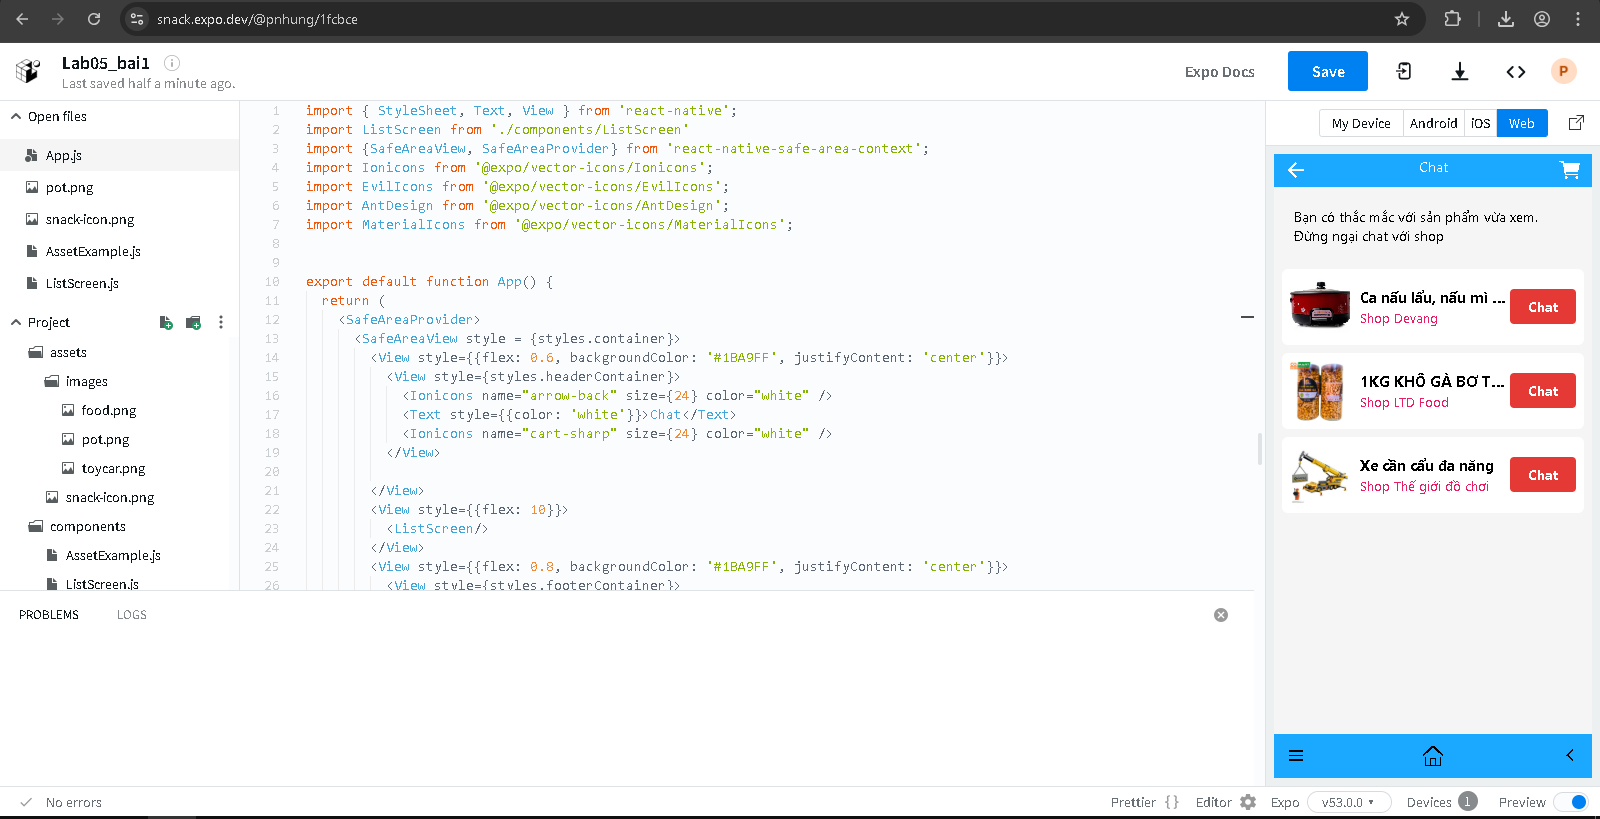 snack.expo.dev/@pnhung/1fcbce
Lab05_bai1
Last saved half a minute ago.
Expo Docs
Save
P
Open files
App.js
pot.png
snack-icon.png
AssetExample.js
ListScreen.js
Project
assets
images
food.png
pot.png
toycar.png
snack-icon.png
components
AssetExample.js
ListScreen.js
1 import { StyleSheet, Text, View } from 'react-native';
2 import ListScreen from './components/ListScreen'
3 import {SafeAreaView, SafeAreaProvider} from 'react-native-safe-area-context';
4 import Ionicons from '@expo/vector-icons/Ionicons';
5 import EvilIcons from '@expo/vector-icons/EvilIcons';
6 import AntDesign from '@expo/vector-icons/AntDesign';
7 import MaterialIcons from '@expo/vector-icons/MaterialIcons';
8
9
10 export default function App() {
11 return (
12 <SafeAreaProvider>
13 <SafeAreaView style = {styles.container}>
14 <View style={{flex: 0.6, backgroundColor: '#1BA9FF', justifyContent: 'center'}}>
15 <View style={styles.headerContainer}>
16 <Ionicons name="arrow-back" size={24} color="white" />
17 <Text style={{color: 'white'}}>Chat</Text>
18 <Ionicons name="cart-sharp" size={24} color="white" />
19 </View>
20
21 </View>
22 <View style={{flex: 10}}>
23 <ListScreen/>
24 </View>
25 <View style={{flex: 0.8, backgroundColor: '#1BA9FF', justifyContent: 'center'}}>
26 <View style={styles.footerContainer}>
My Device Android iOS Web
Chat
Bạn có thắc mắc với sản phẩm vừa xem.
Đừng ngại chat với shop
Ca nấu lẩu, nấu mì ...
Shop Devang
Chat
1KG KHÔ GÀ BƠ T...
Shop LTD Food
Chat
Xe cần cẩu đa năng
Shop Thế giới đồ chơi
Chat
PROBLEMS LOGS
No errors
Prettier {} Editor Expo v53.0.0 Devices 1 Preview